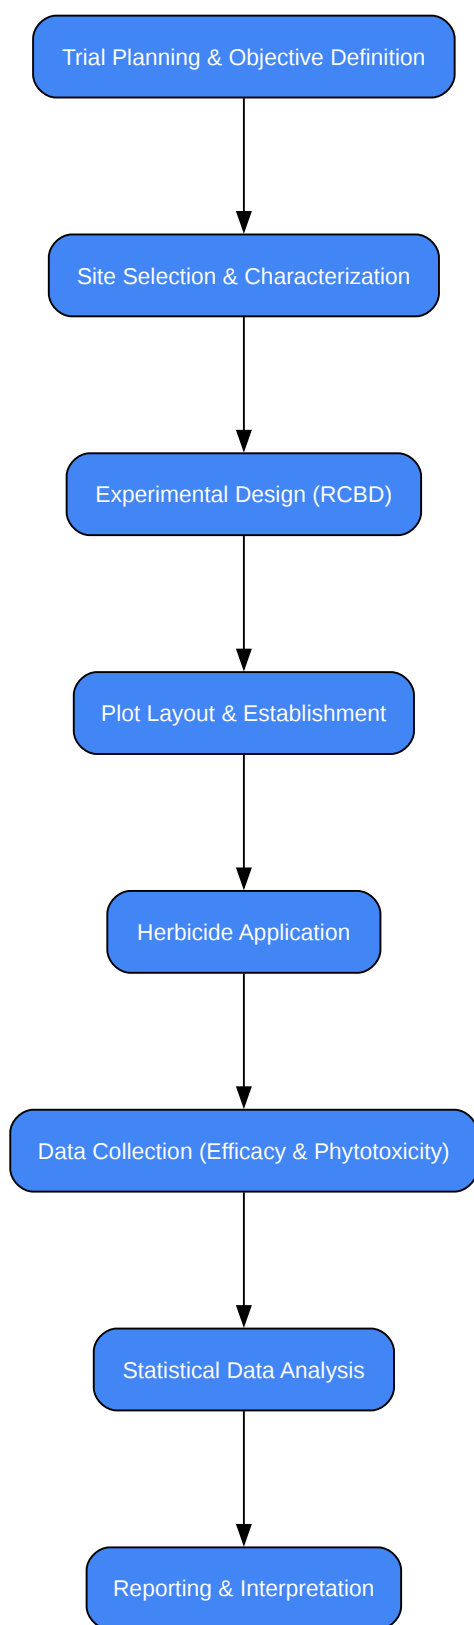 Trial Planning & Objective Definition
Site Selection & Characterization
Experimental Design (RCBD)
Plot Layout & Establishment
Herbicide Application
Data Collection (Efficacy & Phytotoxicity)
Statistical Data Analysis
Reporting & Interpretation